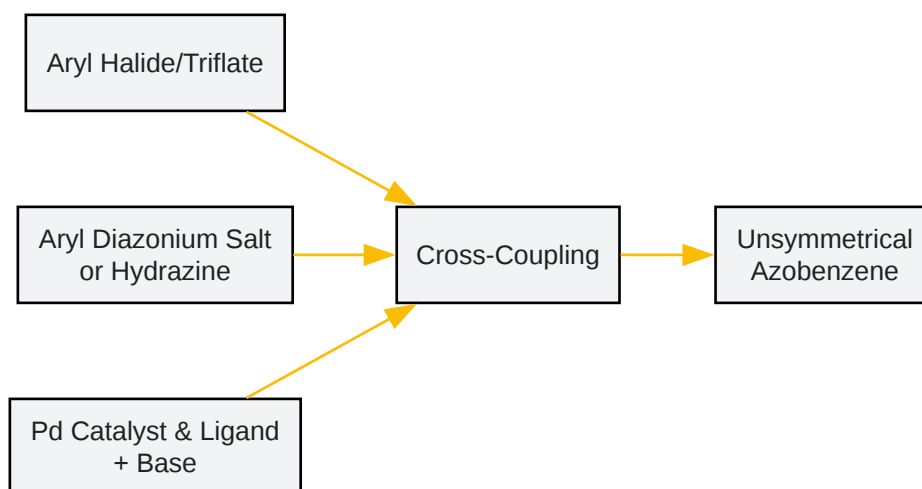 Aryl Halide/Triflate
Aryl Diazonium Salt
or Hydrazine
Cross-Coupling
Unsymmetrical
Azobenzene
Pd Catalyst & Ligand
+ Base